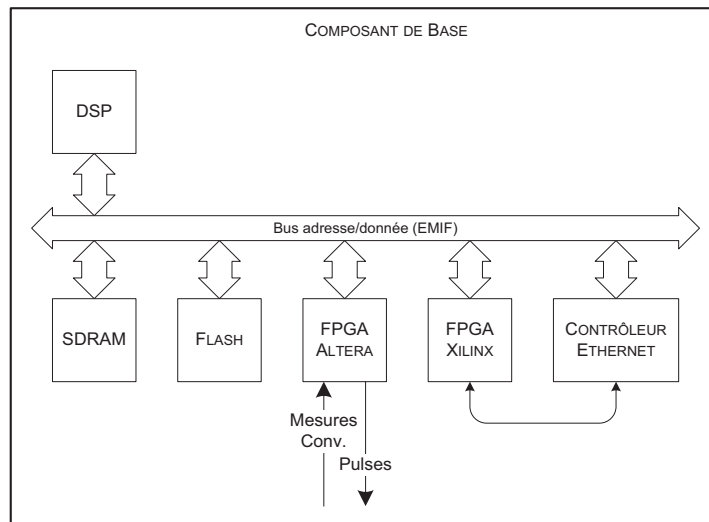 COMPOSANT DE BASE
DSP
Bus adresse/donnée (EMIF)
SDRAM
FLASH
FPGA
ALTERA
FPGA
XILINX
CONTRÔLEUR
ETHERNET
Mesures
Conv.
Pulses